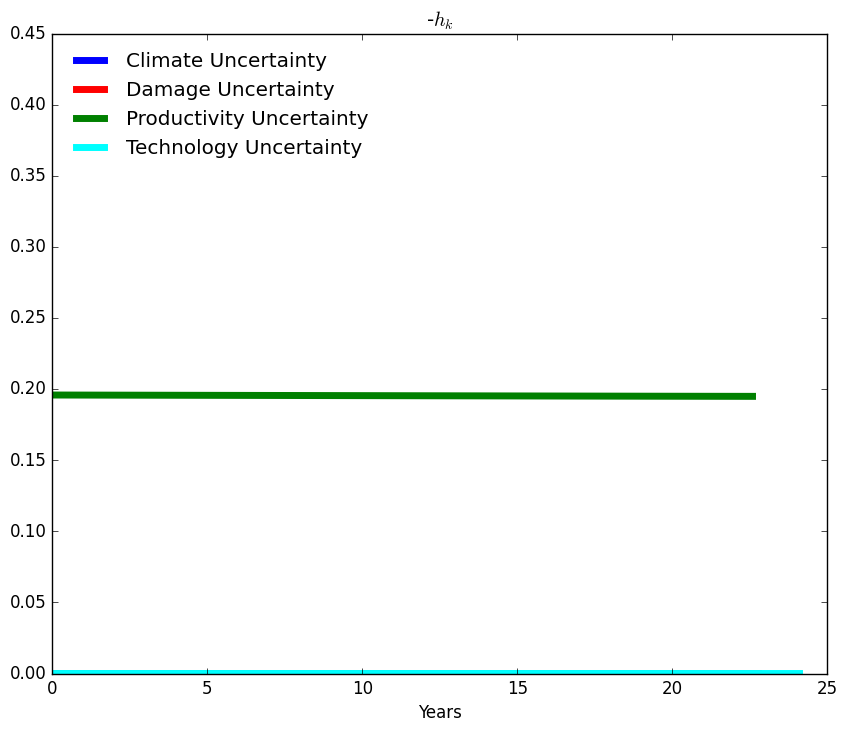 -h_k
0.45
Climate Uncertainty
Damage Uncertainty
0.40
Productivity Uncertainty
Technology Uncertainty
0.35
0.30
0.25
0.20
0.15
0.10
0.05
0.00
0 5 10 15 20 25
Years